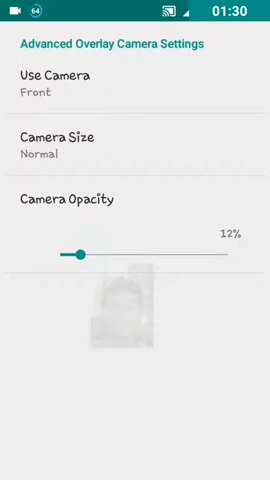 64
01:30
Advanced Overlay Camera Settings
Use Camera
Front
Camera Size
Normal
Camera Opacity
12%